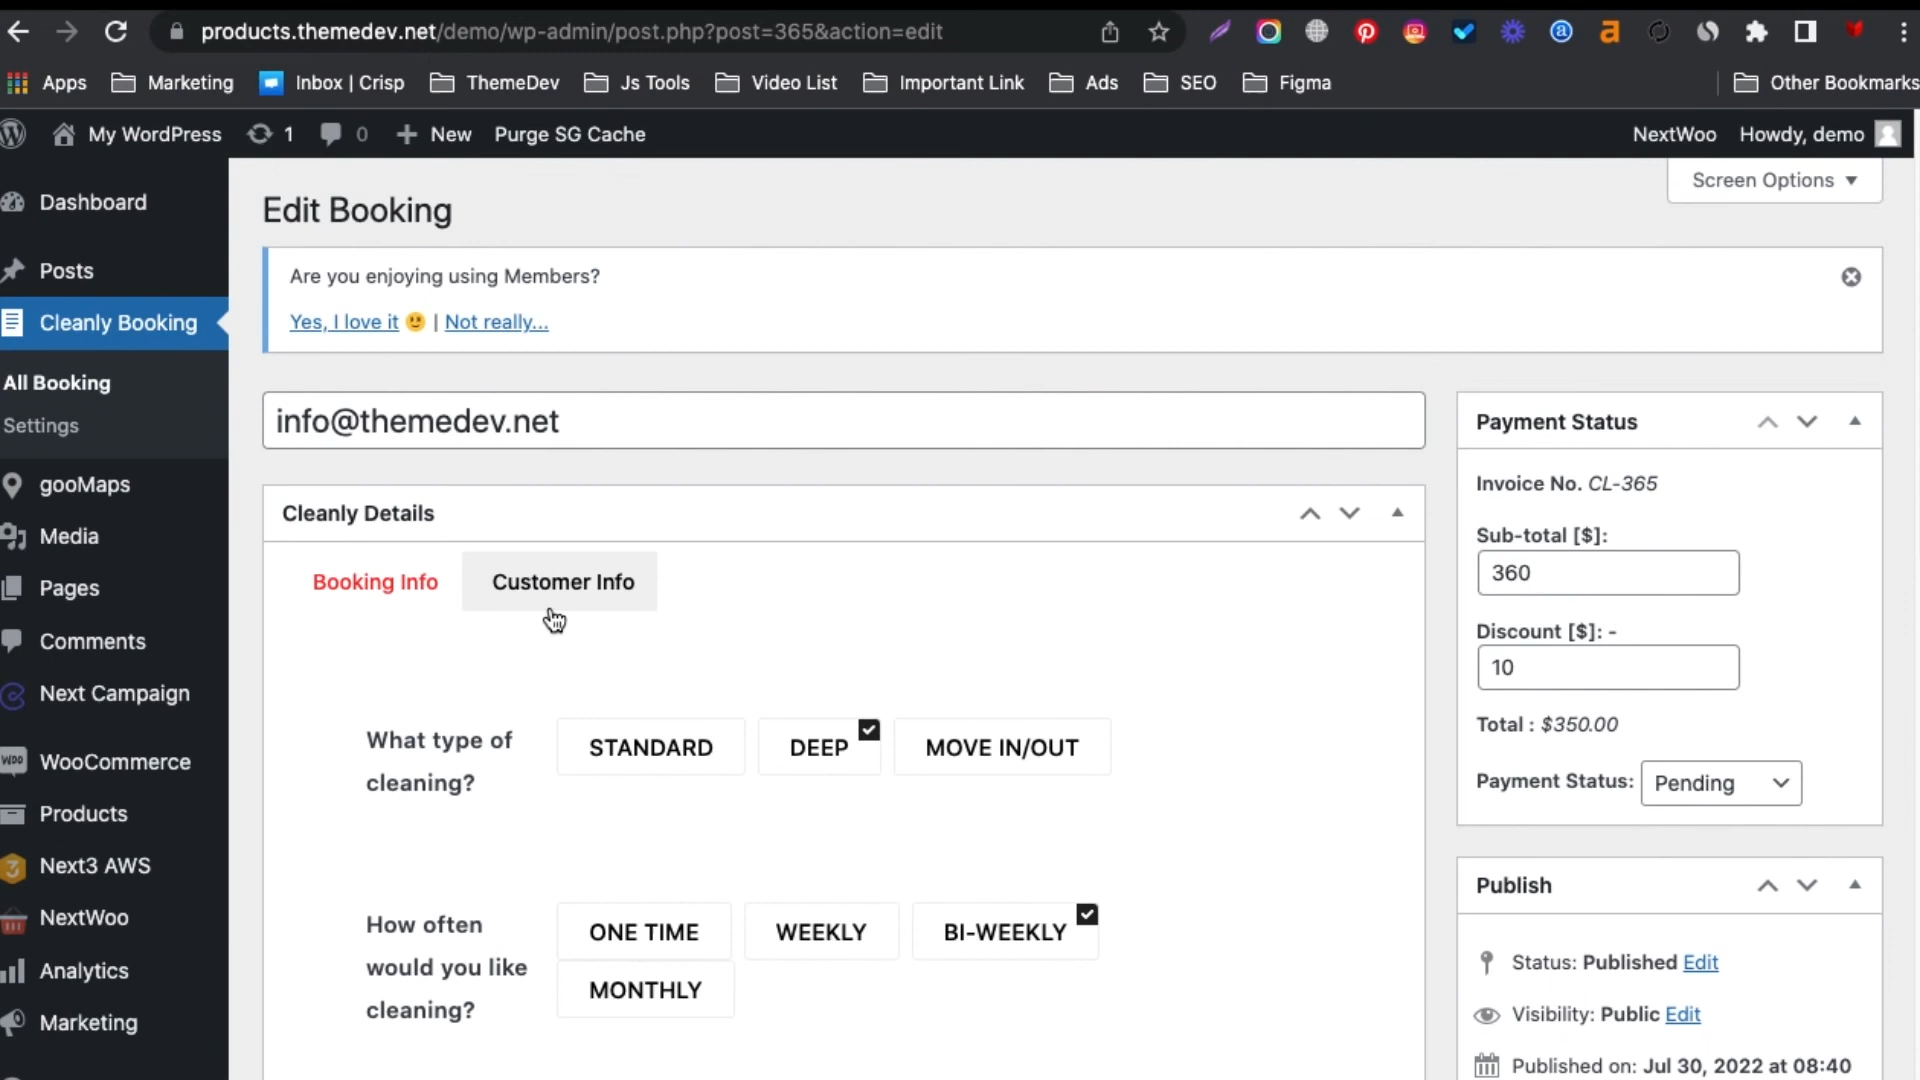 products.themedev.net/demo/wp-admin/post.php?post=365&action=edit
Apps Marketing Inbox | Crisp ThemeDev Js Tools Video List Important Link Ads SEO Figma Other Bookmarks
My WordPress 1 0 New Purge SG Cache NextWoo Howdy, demo
Screen Options
Dashboard
Posts
Cleanly Booking
All Booking
Settings
gooMaps
Media
Pages
Comments
Next Campaign
WooCommerce
Products
Next3 AWS
NextWoo
Analytics
Marketing
Edit Booking
Are you enjoying using Members?
Yes, I love it | Not really...
info@themedev.net
Cleanly Details
Booking Info Customer Info
What type of
cleaning?
STANDARD DEEP MOVE IN/OUT
How often
would you like
cleaning?
ONE TIME WEEKLY BI-WEEKLY
MONTHLY
Payment Status
Invoice No. CL-365
Sub-total [$]:
360
Discount [$]: -
10
Total : $350.00
Payment Status: Pending
Publish
Status: Published Edit
Visibility: Public Edit
Published on: Jul 30, 2022 at 08:40